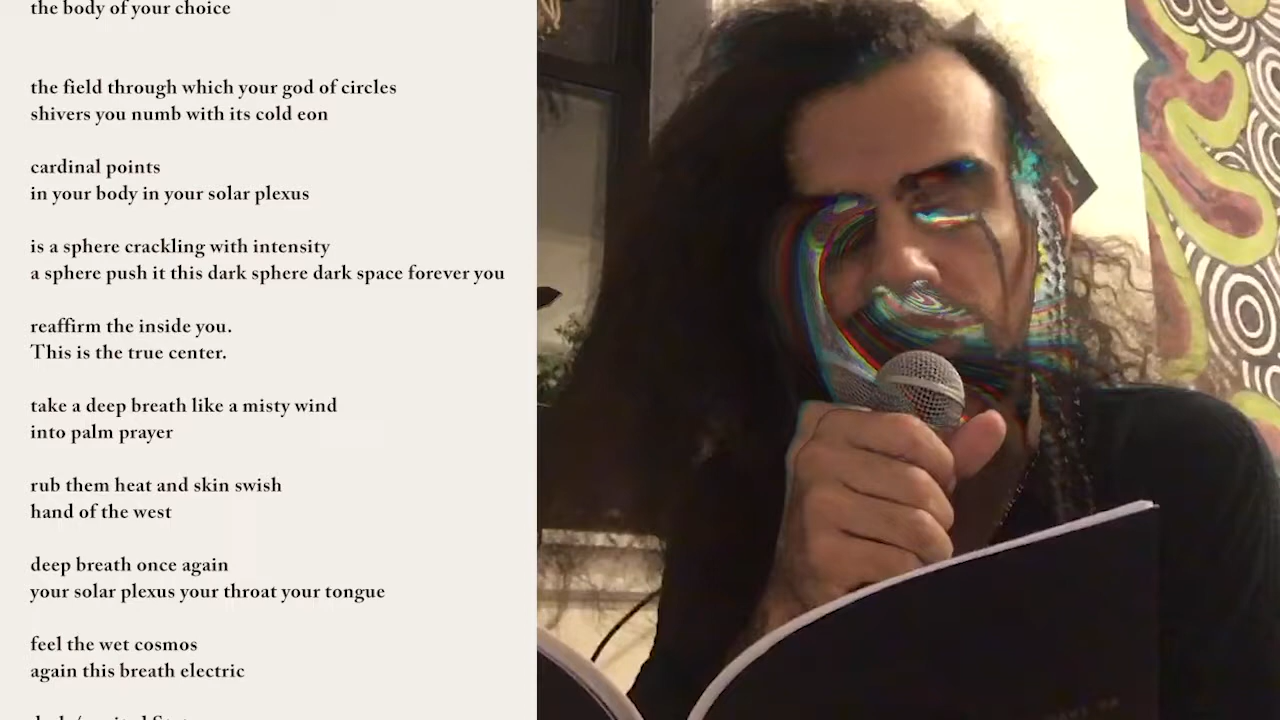 the body of your choice
the field through which your god of circles
shivers you numb with its cold eon
cardinal points
in your body in your solar plexus
is a sphere crackling with intensity
a sphere push it this dark sphere dark space forever you
reaffirm the inside you.
This is the true center.
take a deep breath like a misty wind
into palm prayer
rub them heat and skin swish
hand of the west
deep breath once again
your solar plexus your throat your tongue
feel the wet cosmos
again this breath electric